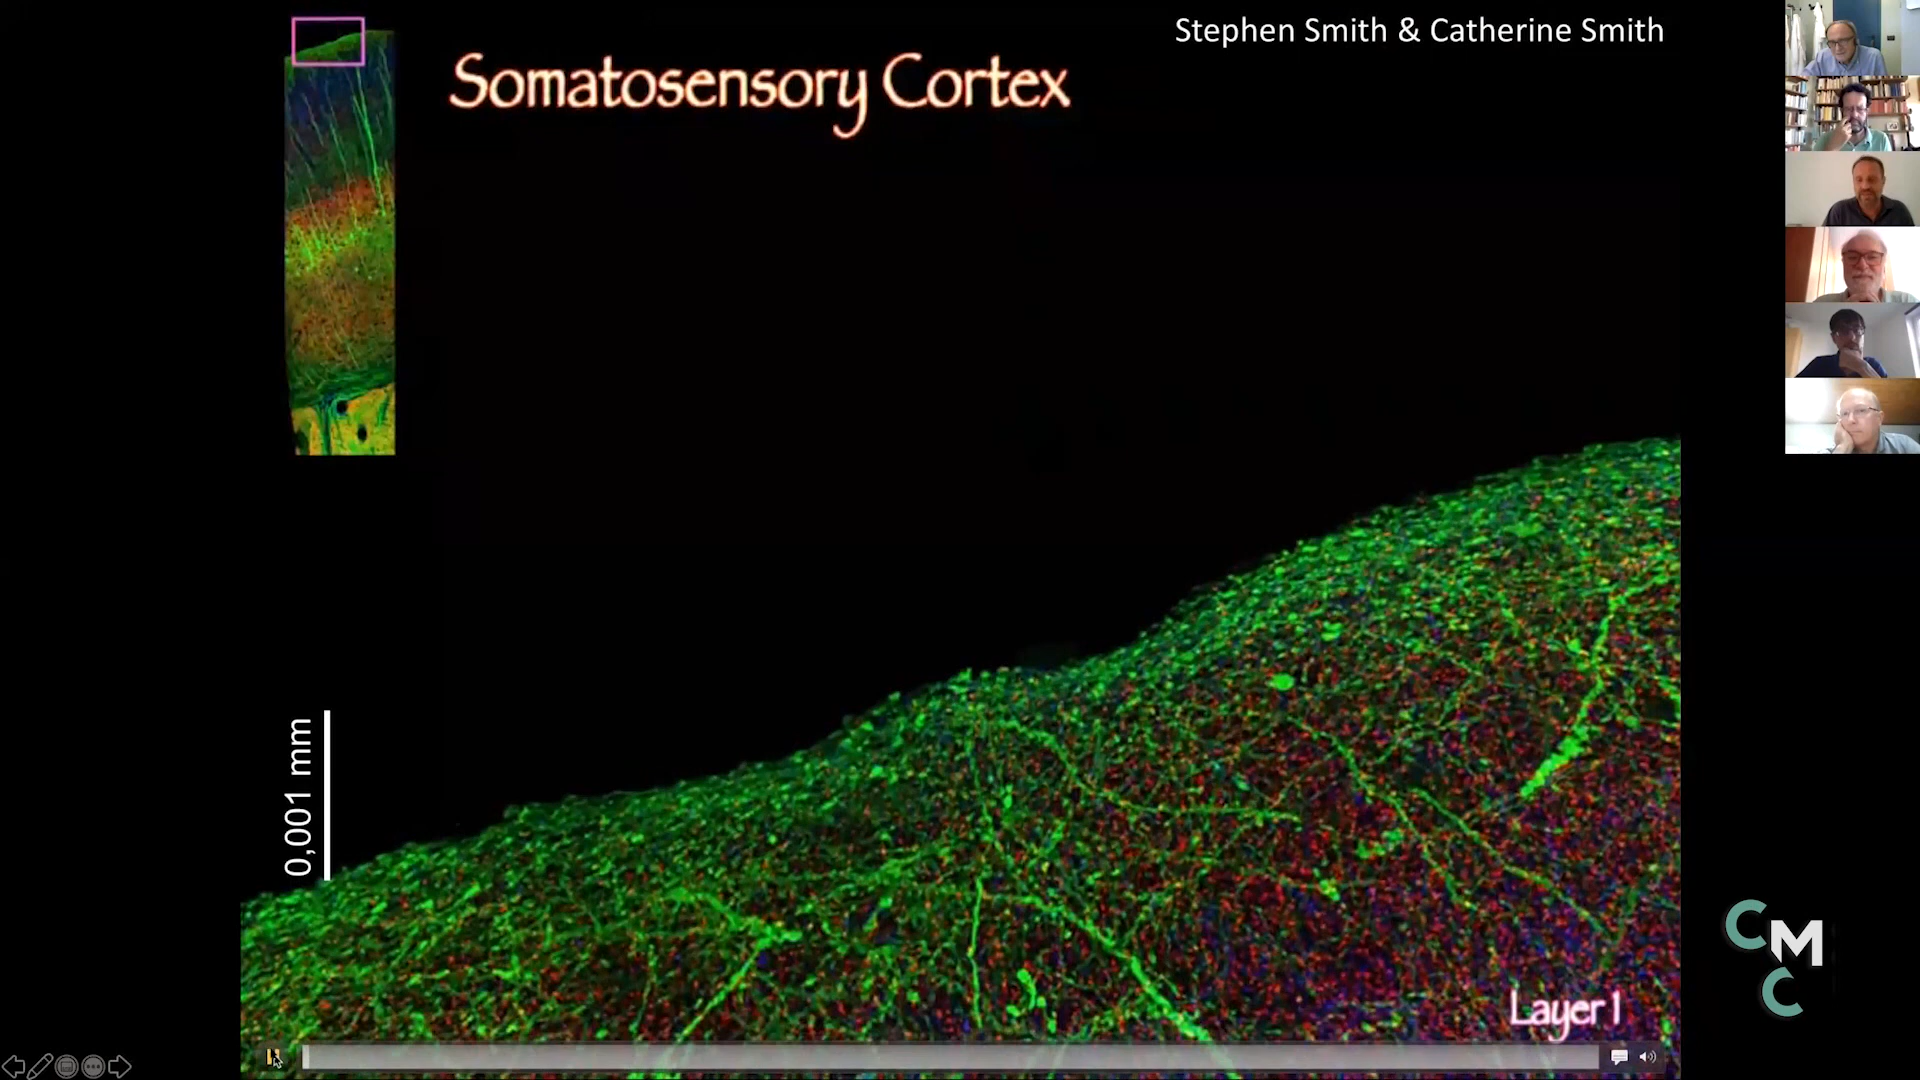 Stephen Smith & Catherine Smith
Somatosensory Cortex
0,001 mm
Layer 1
CMC